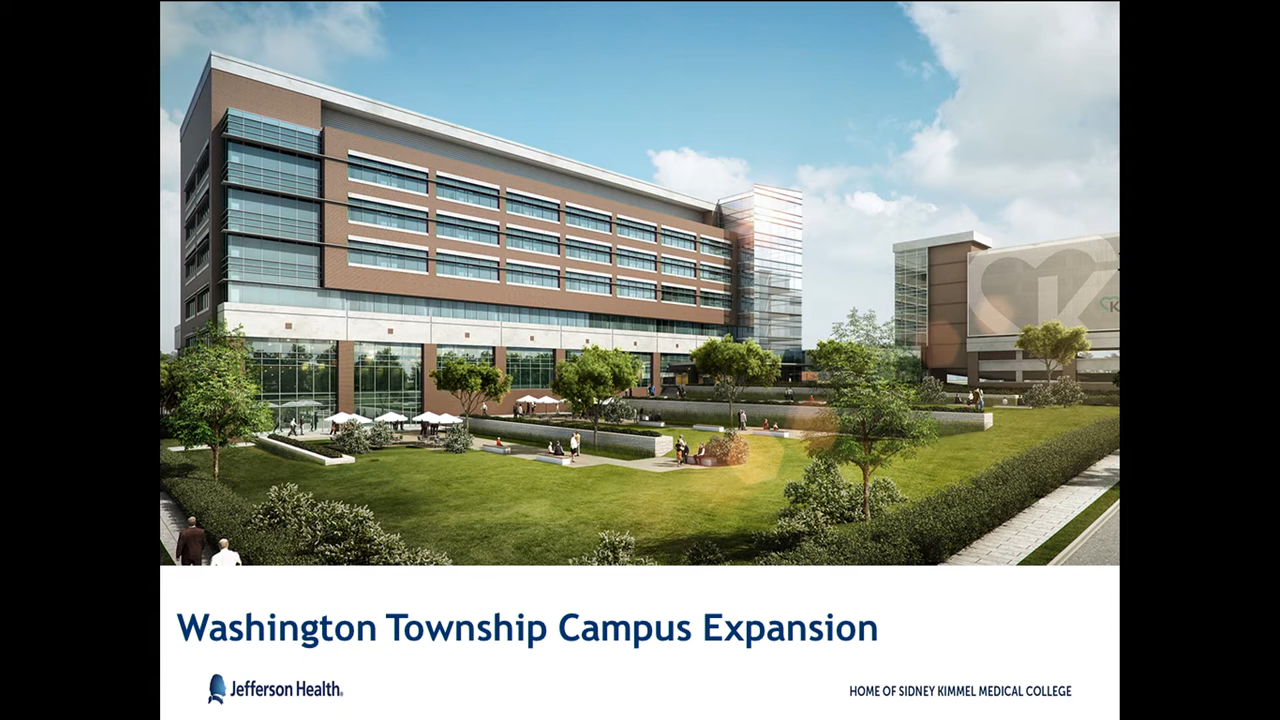 K
K
Washington Township Campus Expansion
Jefferson Health®
HOME OF SIDNEY KIMMEL MEDICAL COLLEGE